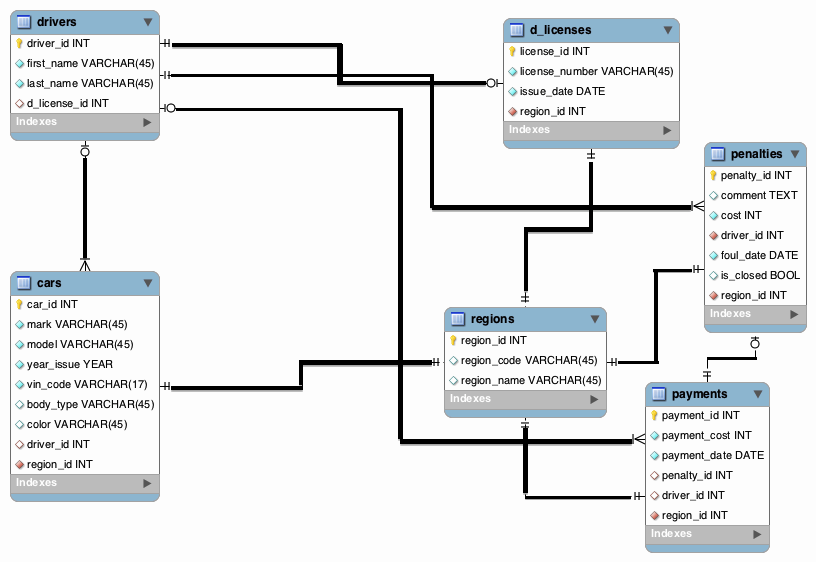 drivers
driver_id INT
first_name VARCHAR(45)
last_name VARCHAR(45)
d_license_id INT
Indexes
d_licenses
license_id INT
license_number VARCHAR(45)
issue_date DATE
region_id INT
Indexes
penalties
penalty_id INT
comment TEXT
cost INT
driver_id INT
foul_date DATE
is_closed BOOL
region_id INT
Indexes
cars
car_id INT
mark VARCHAR(45)
model VARCHAR(45)
year_issue YEAR
vin_code VARCHAR(17)
body_type VARCHAR(45)
color VARCHAR(45)
driver_id INT
region_id INT
Indexes
regions
region_id INT
region_code VARCHAR(45)
region_name VARCHAR(45)
Indexes
payments
payment_id INT
payment_cost INT
payment_date DATE
penalty_id INT
driver_id INT
region_id INT
Indexes